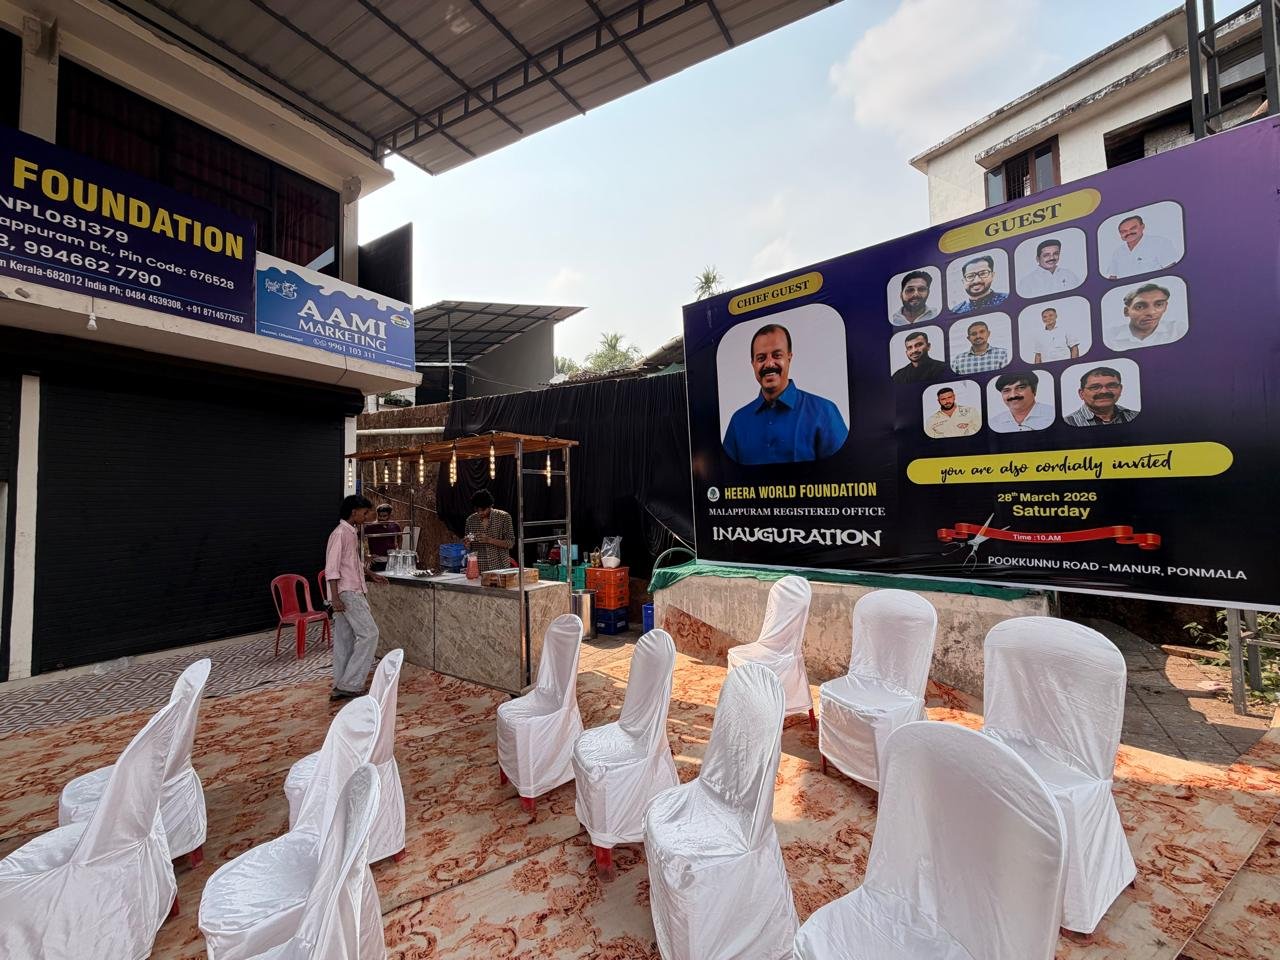 FOUNDATION
NPL081379
appuram Dt., Pin Code: 676528
8, 99466 2 7790
m Kerala-682012 India Ph; 0484 4539308, +91 8714577557
AAMI
MARKETING
9961 103 311
CHIEF GUEST
GUEST
HEERA WORLD FOUNDATION
MALAPPURAM REGISTERED OFFICE
INAUGURATION
you are also cordially invited
28th March 2026
Saturday
Time :10.AM
POOKKUNNU ROAD -MANUR, PONMALA